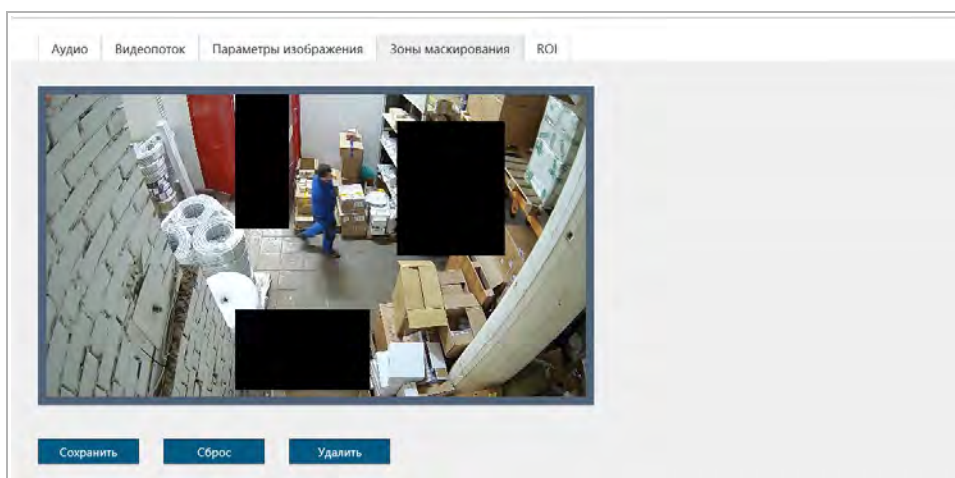 Аудио Видеопоток Параметры изображения Зоны маскирования ROI
Сохранить Сброс Удалить